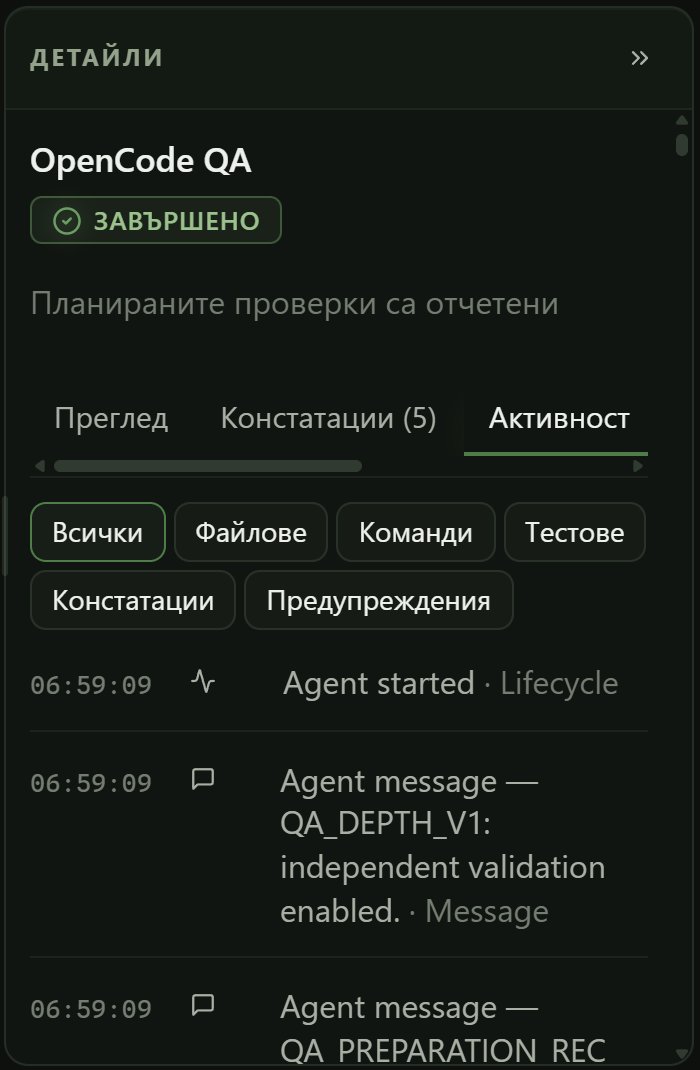 ДЕТАЙЛИ
OpenCode QA
ЗАВЪРШЕНО
Планираните проверки са отчетени
Преглед Констатации (5) Активност
Всички Файлове Команди Тестове
Констатации Предупреждения
06:59:09 Agent started · Lifecycle
06:59:09 Agent message —
QA_DEPTH_V1:
independent validation
enabled. · Message
06:59:09 Agent message —
QA_PREPARATION_REC